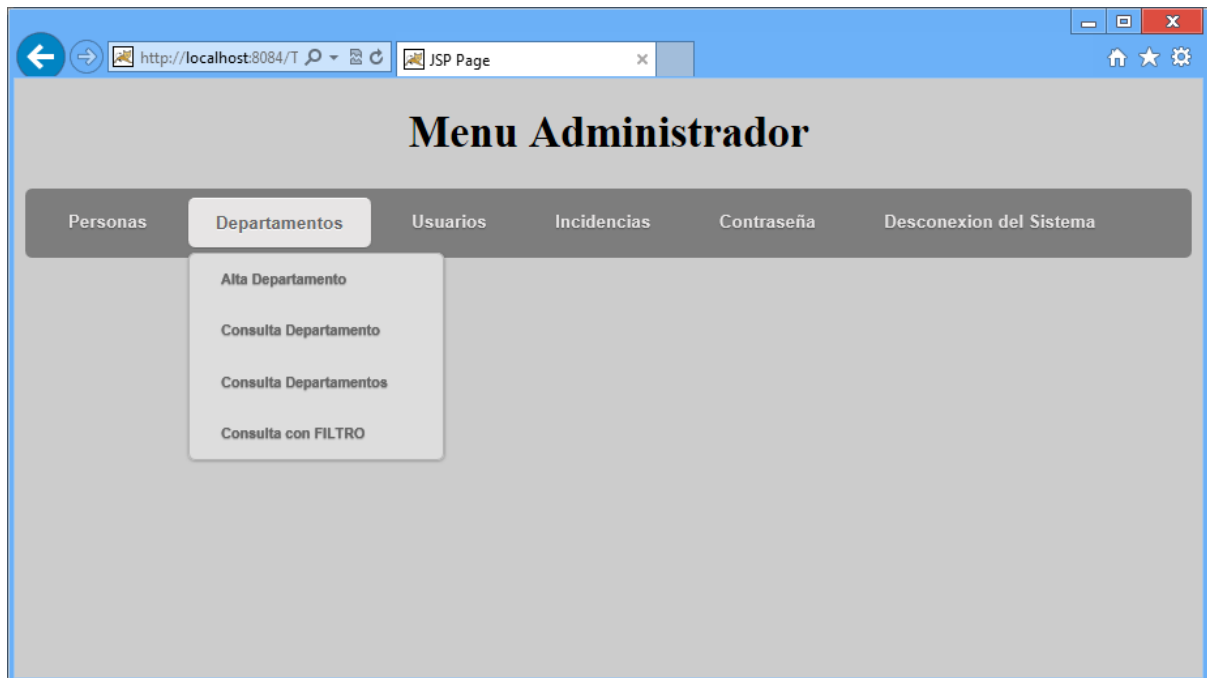 http://localhost:8084/T
JSP Page
Menu Administrador
Personas Departamentos Usuarios Incidencias Contraseña Desconexion del Sistema
Alta Departamento
Consulta Departamento
Consulta Departamentos
Consulta con FILTRO